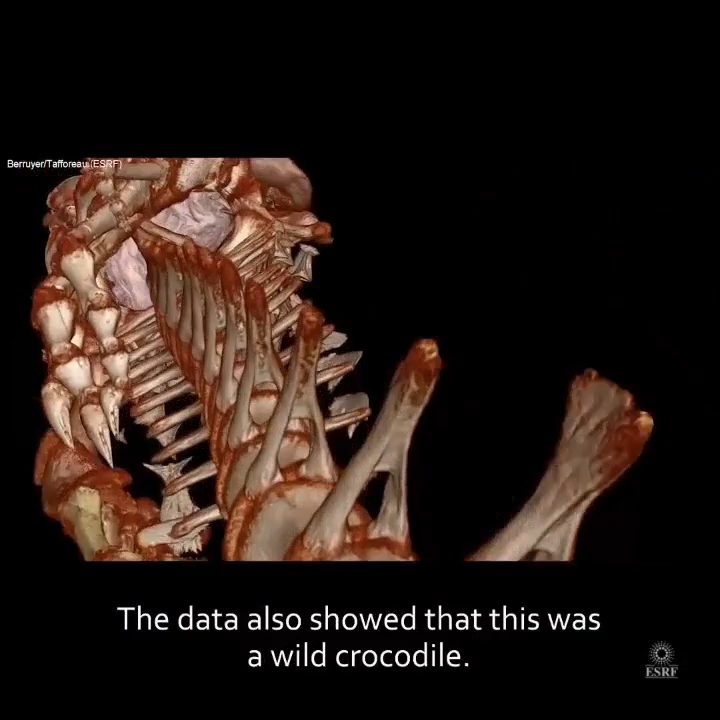 Berruyer/Tafforeau(ESRF)
The data also showed that this was
a wild crocodile.
ESRF